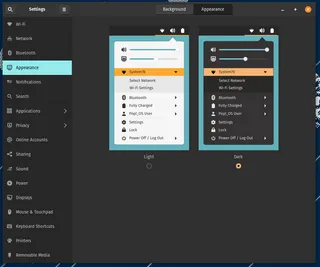 Settings
Background
Appearance
Wi-Fi
Network
Bluetooth
Appearance
Notifications
Search
Applications
Privacy
Online Accounts
Sharing
Sound
Power
Displays
Mouse & Touchpad
Keyboard Shortcuts
Printers
Removable Media
Select Network
Wi-Fi Settings
Bluetooth
Fully Charged
Pop!_OS User
Settings
Lock
Power Off / Log Out
Light
Select Network
Wi-Fi Settings
Bluetooth
Fully Charged
Pop!_OS User
Settings
Lock
Power Off / Log Out
Dark